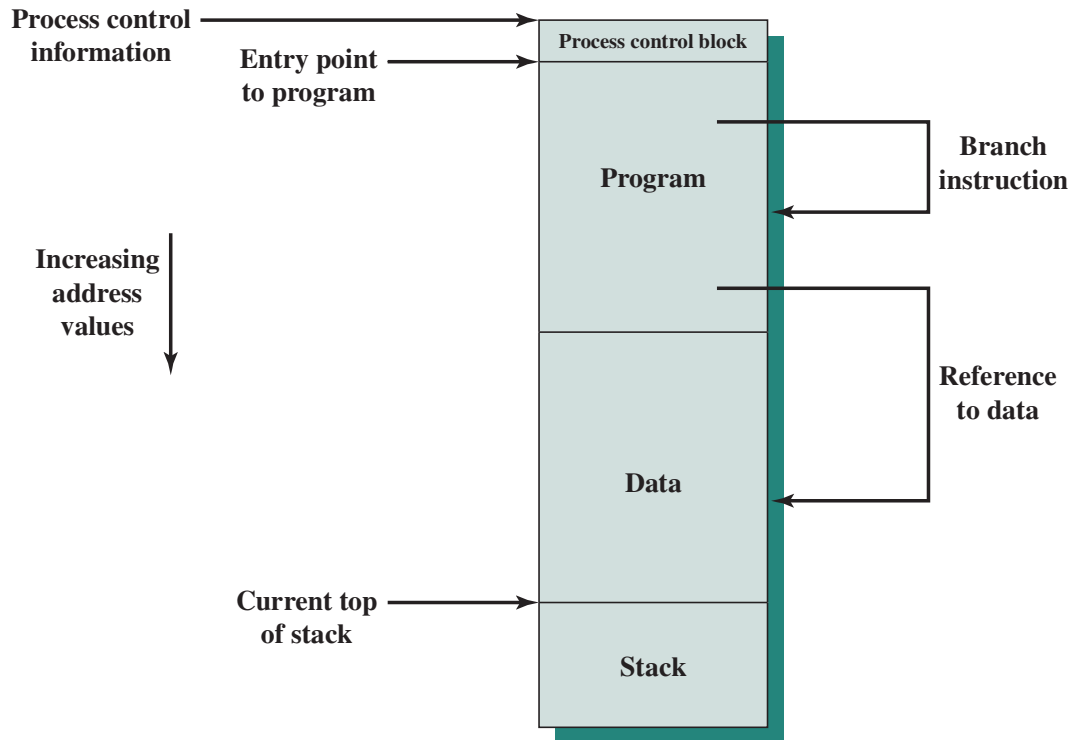 Process control
information
Process control block
Entry point
to program
Branch
instruction
Program
Increasing
address
values
Reference
to data
Data
Current top
of stack
Stack